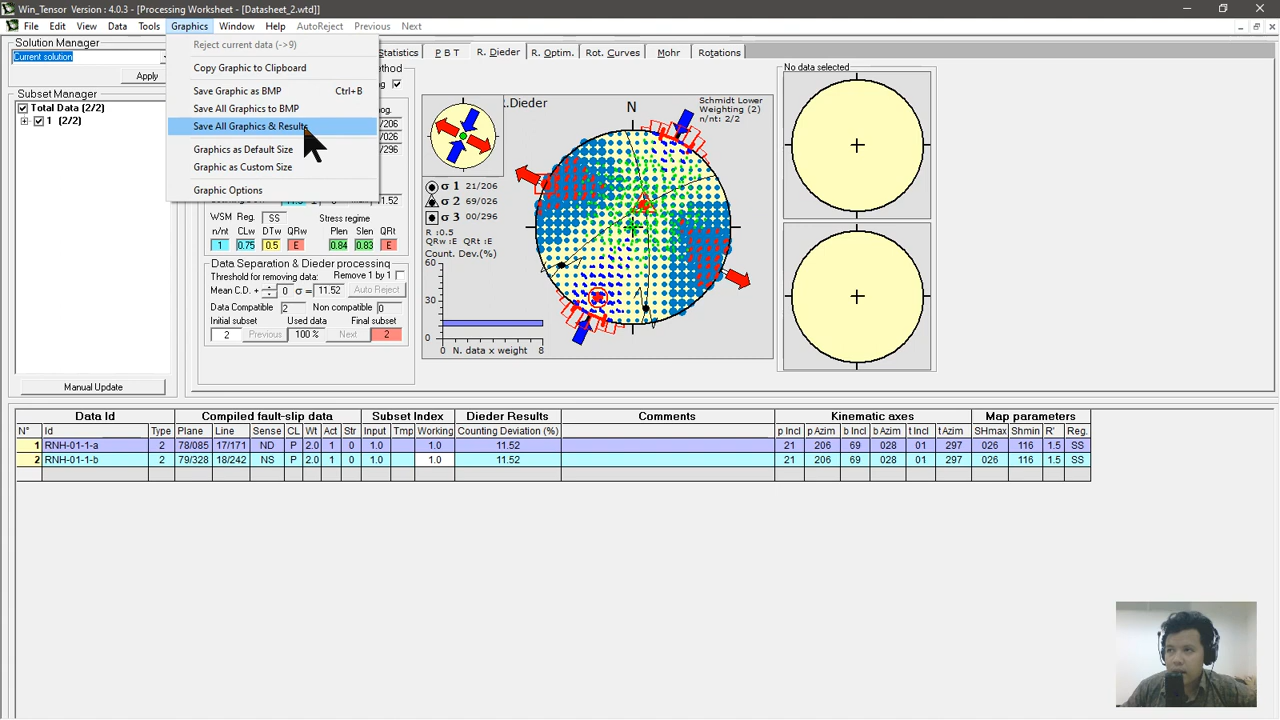 Win_Tensor Version : 4.0.3 - [Processing Worksheet - [Datasheet_2.wtd]]
File Edit View Data Tools Graphics Window Help AutoReject Previous Next
Solution Manager
Current solution
Apply
Subset Manager
Total Data (2/2)
1 (2/2)
Manual Update
Reject current data (->9)
Copy Graphic to Clipboard
Save Graphic as BMP Ctrl+B
Save All Graphics to BMP
Save All Graphics & Results
Graphics as Default Size
Graphic as Custom Size
Graphic Options
Statistics P B T R. Dieder R. Optim. Rot. Curves Mohr Rotations
WSM Reg. SS Stress regime
n/nt CLw DTw QRw Plen Slen QRt
1 0.75 0.5 E 0.84 0.83 E
Data Separation & Dieder processing
Threshold for removing data: Remove 1 by 1
Mean C.D. + 0 σ = 11.52 Auto Reject
Data Compatible 2 Non compatible 0
Initial subset Used data Final subset
2 Previous 100 % Next 2
N
Schmidt Lower
Weighting (2)
n/nt: 2/2
σ 1 21/206
σ 2 69/026
σ 3 00/296
R :0.5
QRw :E QRt :E
Count. Dev.(%)
60
30
0
0 N. data x weight 8
No data selected
Data Id Compiled fault-slip data Subset Index Dieder Results Comments Kinematic axes Map parameters
N° Id Type Plane Line Sense CL Wt Act Str Input Tmp Working Counting Deviation (%) p Incl p Azim b Incl b Azim t Incl t Azim SHmax Shmin R' Reg.
1 RNH-01-1-a 2 78/085 17/171 ND P 2.0 1 0 1.0 1.0 11.52 21 206 69 028 01 297 026 116 1.5 SS
2 RNH-01-1-b 2 79/328 18/242 NS P 2.0 1 0 1.0 1.0 11.52 21 206 69 028 01 297 026 116 1.5 SS